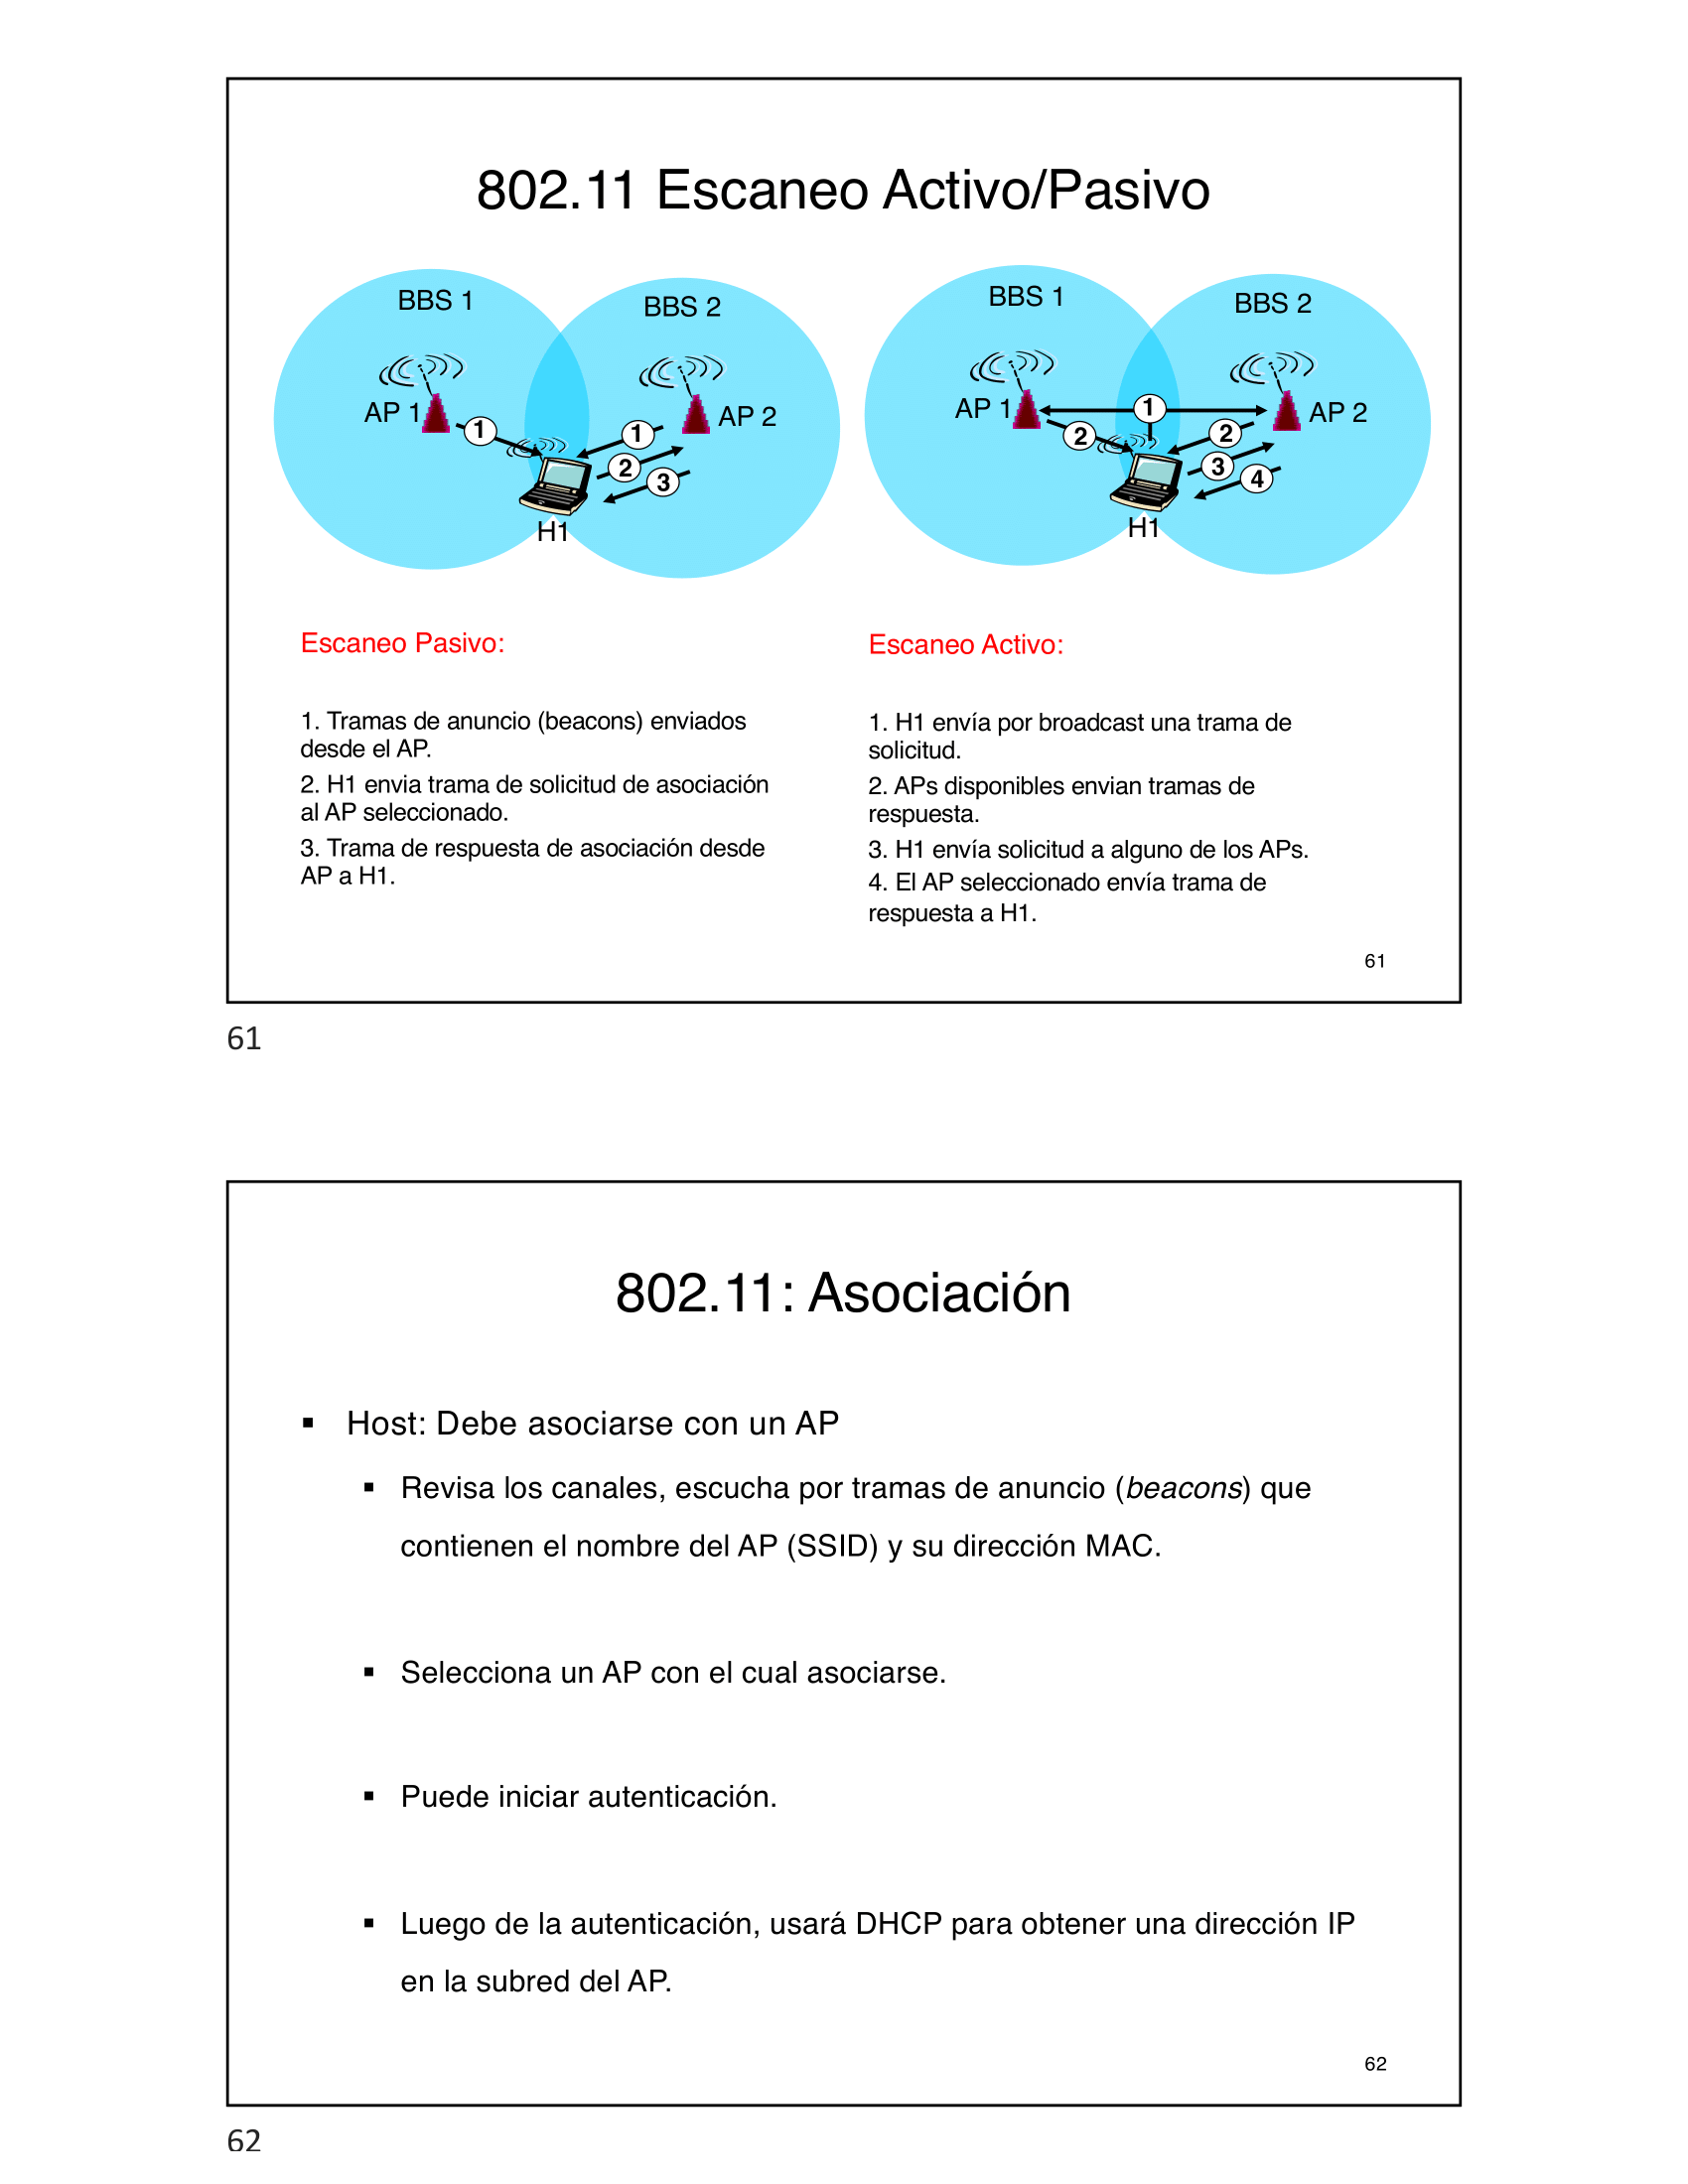 802.11 Escaneo Activo/Pasivo
BBS 1
BBS 2
AP 1
AP 2
1
1
2
3
H1
BBS 1
BBS 2
AP 1
AP 2
1
2
2
3
4
H1
Escaneo Pasivo:
1. Tramas de anuncio (beacons) enviados
desde el AP.
2. H1 envia trama de solicitud de asociación
al AP seleccionado.
3. Trama de respuesta de asociación desde
AP a H1.
Escaneo Activo:
1. H1 envía por broadcast una trama de
solicitud.
2. APs disponibles envian tramas de
respuesta.
3. H1 envía solicitud a alguno de los APs.
4. El AP seleccionado envía trama de
respuesta a H1.
61
61
802.11: Asociación
▪ Host: Debe asociarse con un AP
▪ Revisa los canales, escucha por tramas de anuncio (beacons) que
contienen el nombre del AP (SSID) y su dirección MAC.
▪ Selecciona un AP con el cual asociarse.
▪ Puede iniciar autenticación.
▪ Luego de la autenticación, usará DHCP para obtener una dirección IP
en la subred del AP.
62
62